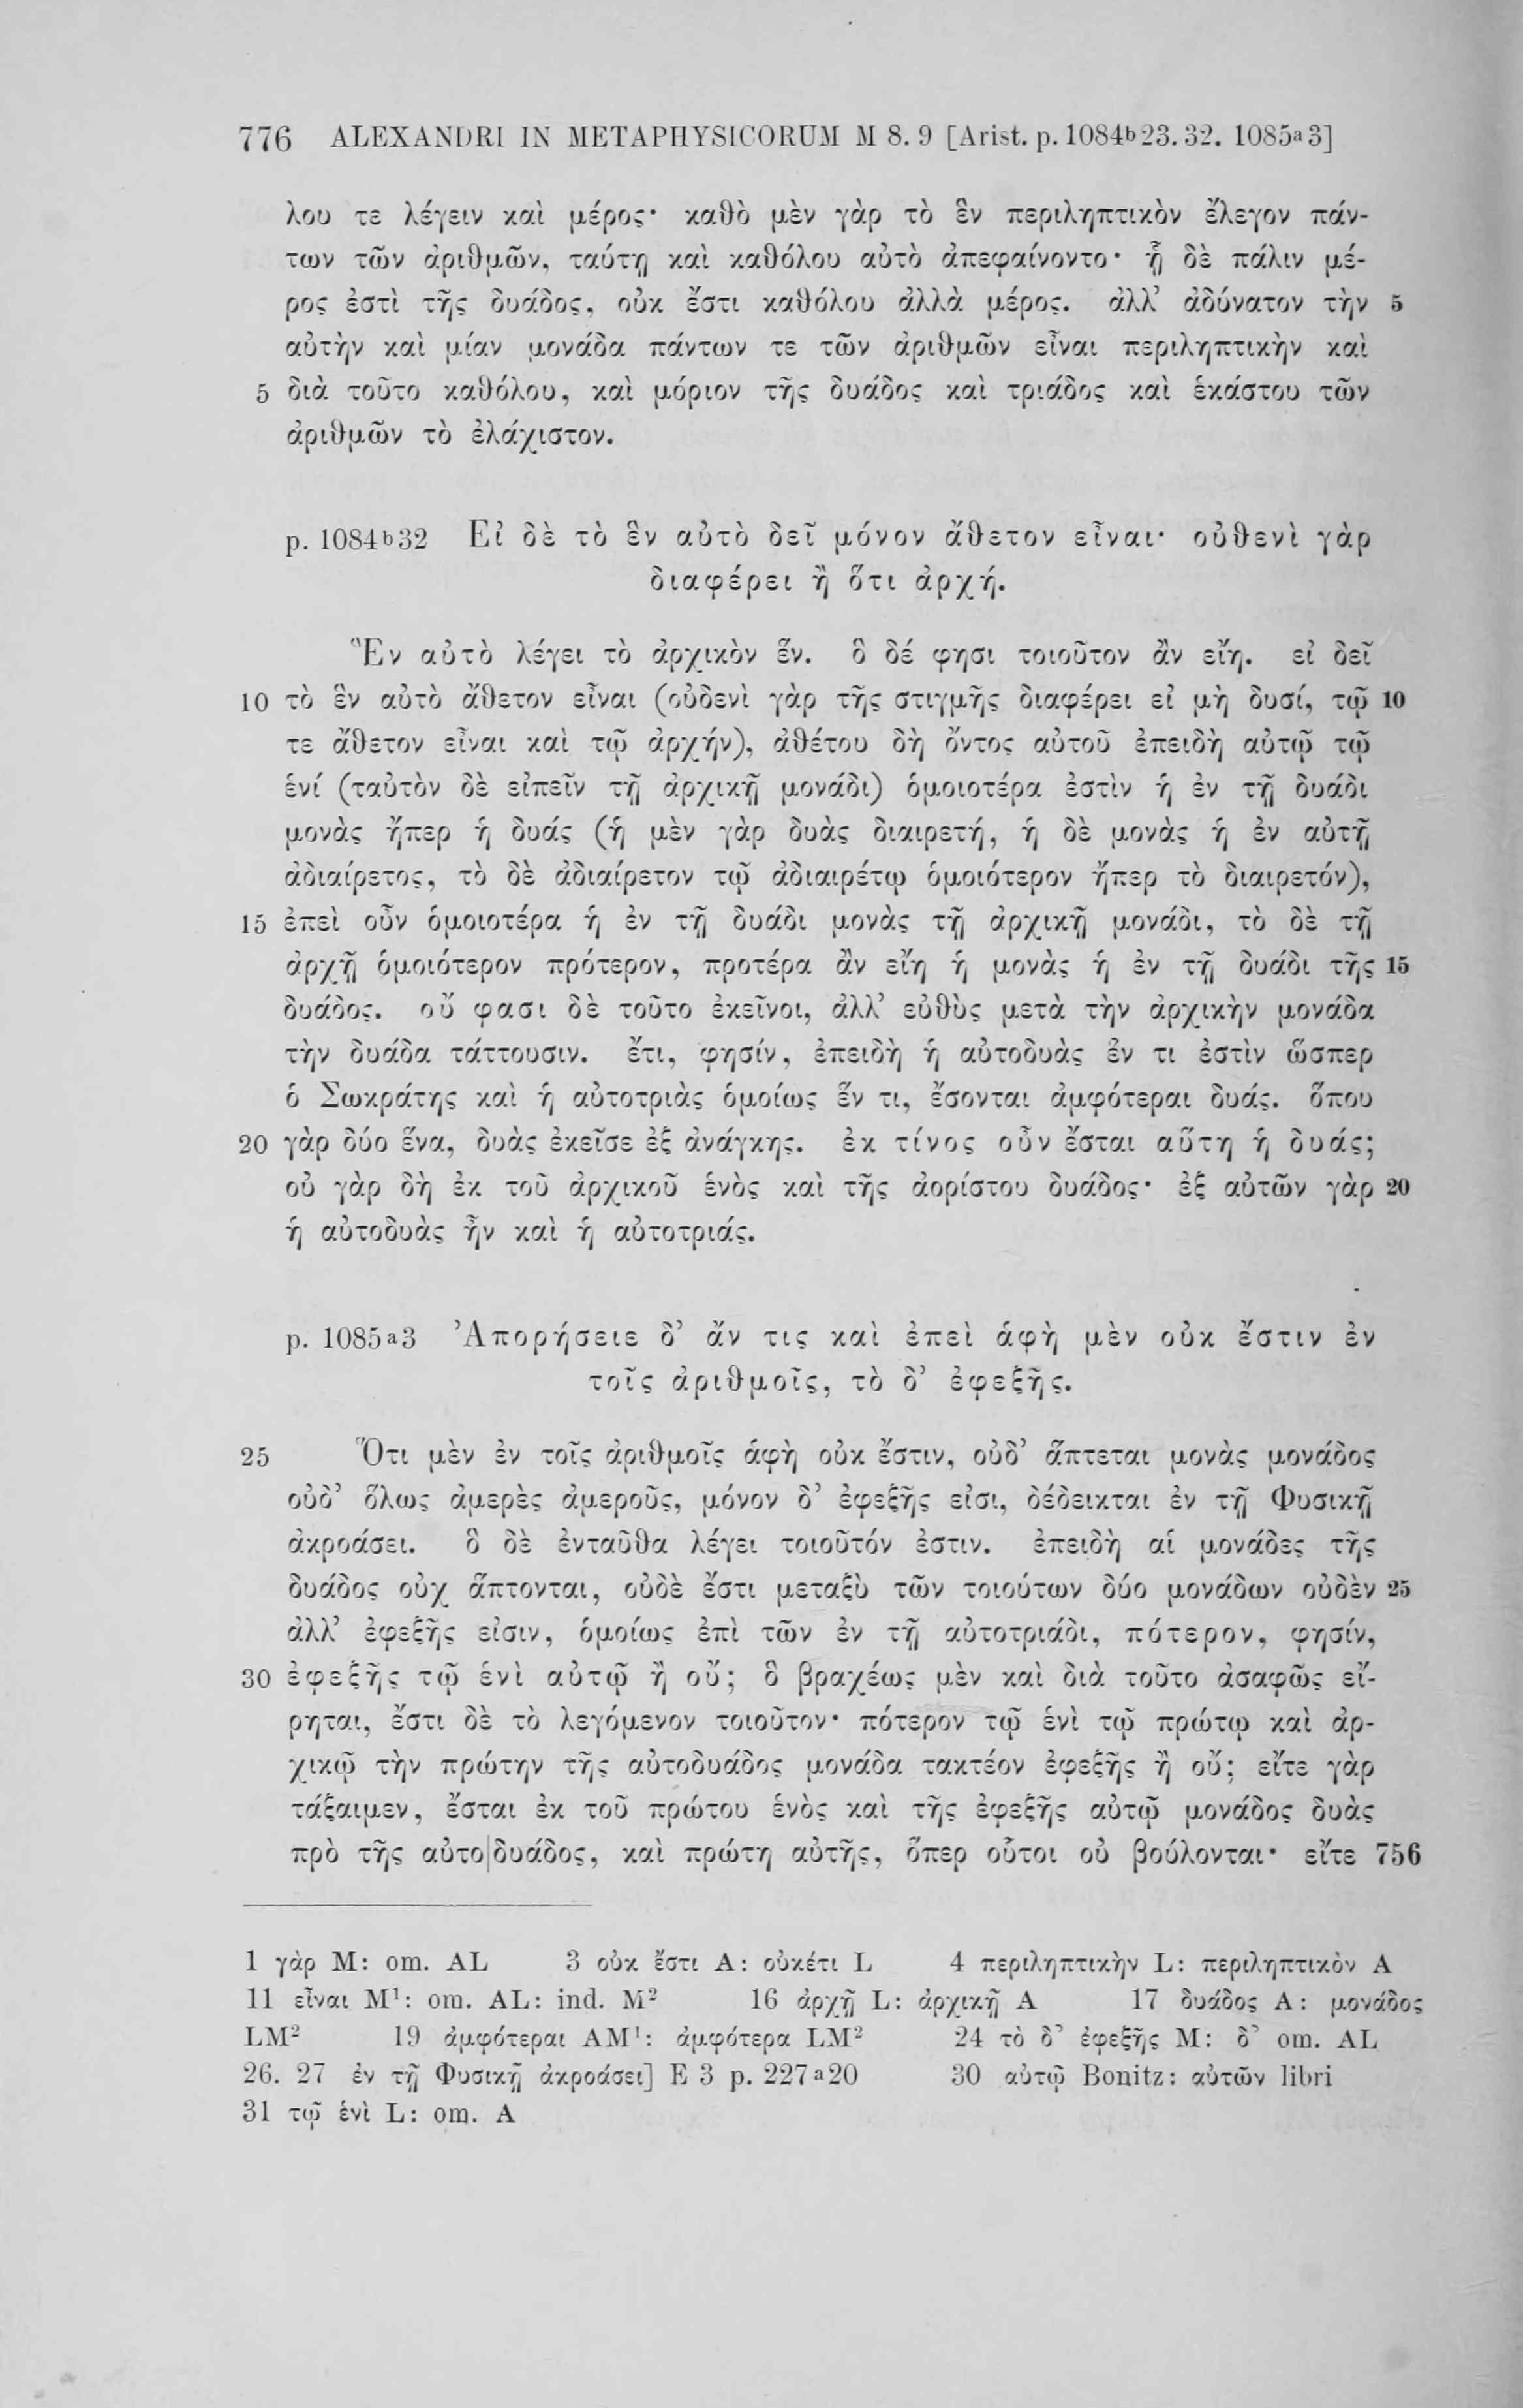 776 ALEXANDRI IN METAPHYSICORUM M 8. 9 [Arist. p. 1084b23. 32. 1085a3]
λου τε λέγειν καὶ μέρος· καθὸ μὲν γὰρ τὸ ἓν περιληπτικὸν ἔλεγον πάν-
των τῶν ἀριθμῶν, ταύτῃ καὶ καθόλου αὐτὸ ἀπεφαίνοντο· ᾗ δὲ πάλιν μέ-
ρος ἐστὶ τῆς δυάδος, οὐκ ἔστι καθόλου ἀλλὰ μέρος. ἀλλ’ ἀδύνατον τὴν 5
αὐτὴν καὶ μίαν μονάδα πάντων τε τῶν ἀριθμῶν εἶναι περιληπτικὴν καὶ
5 διὰ τοῦτο καθόλου, καὶ μόριον τῆς δυάδος καὶ τριάδος καὶ ἑκάστου τῶν
ἀριθμῶν τὸ ἐλάχιστον.
p. 1084b32 Εἰ δὲ τὸ ἓν αὐτὸ δεῖ μόνον ἄθετον εἶναι· οὐθενὶ γὰρ
διαφέρει ἢ ὅτι ἀρχή.
Ἓν αὐτὸ λέγει τὸ ἀρχικὸν ἕν. ὃ δέ φησι τοιοῦτον ἂν εἴη. εἰ δεῖ
10 τὸ ἓν αὐτὸ ἄθετον εἶναι (οὐδενὶ γὰρ τῆς στιγμῆς διαφέρει εἰ μὴ δυσί, τῷ 10
τε ἄθετον εἶναι καὶ τῷ ἀρχήν), ἀθέτου δὴ ὄντος αὐτοῦ ἐπειδὴ αὐτῷ τῷ
ἑνί (ταὐτὸν δὲ εἰπεῖν τῇ ἀρχικῇ μονάδι) ὁμοιοτέρα ἐστὶν ἡ ἐν τῇ δυάδι
μονὰς ἤπερ ἡ δυάς (ἡ μὲν γὰρ δυὰς διαιρετή, ἡ δὲ μονὰς ἡ ἐν αὐτῇ
ἀδιαίρετος, τὸ δὲ ἀδιαίρετον τῷ ἀδιαιρέτῳ ὁμοιότερον ἤπερ τὸ διαιρετόν),
15 ἐπεὶ οὖν ὁμοιοτέρα ἡ ἐν τῇ δυάδι μονὰς τῇ ἀρχικῇ μονάδι, τὸ δὲ τῇ
ἀρχῇ ὁμοιότερον πρότερον, προτέρα ἂν εἴη ἡ μονὰς ἡ ἐν τῇ δυάδι τῆς 15
δυάδος. οὔ φασι δὲ τοῦτο ἐκεῖνοι, ἀλλ’ εὐθὺς μετὰ τὴν ἀρχικὴν μονάδα
τὴν δυάδα τάττουσιν. ἔτι, φησίν, ἐπειδὴ ἡ αὐτοδυὰς ἕν τι ἐστὶν ὥσπερ
ὁ Σωκράτης καὶ ἡ αὐτοτριὰς ὁμοίως ἕν τι, ἔσονται ἀμφότεραι δυάς. ὅπου
20 γὰρ δύο ἕνα, δυὰς ἐκεῖσε ἐξ ἀνάγκης. ἐκ τίνος οὖν ἔσται αὕτη ἡ δυάς;
οὐ γὰρ δὴ ἐκ τοῦ ἀρχικοῦ ἑνὸς καὶ τῆς ἀορίστου δυάδος· ἐξ αὐτῶν γὰρ 20
ἡ αὐτοδυὰς ἦν καὶ ἡ αὐτοτριάς.
p. 1085a3 Ἀπορήσειε δ’ ἄν τις καὶ ἐπεὶ ἁφὴ μὲν οὐκ ἔστιν ἐν
τοῖς ἀριθμοῖς, τὸ δ’ ἐφεξῆς.
25 Ὅτι μὲν ἐν τοῖς ἀριθμοῖς ἁφὴ οὐκ ἔστιν, οὐδ’ ἅπτεται μονὰς μονάδος
οὐδ’ ὅλως ἀμερὲς ἀμεροῦς, μόνον δ’ ἐφεξῆς εἰσι, δέδεικται ἐν τῇ Φυσικῇ
ἀκροάσει. ὃ δὲ ἐνταῦθα λέγει τοιοῦτόν ἐστιν. ἐπειδὴ αἱ μονάδες τῆς
δυάδος οὐχ ἅπτονται, οὐδὲ ἔστι μεταξὺ τῶν τοιούτων δύο μονάδων οὐδὲν 25
ἀλλ’ ἐφεξῆς εἰσιν, ὁμοίως ἐπὶ τῶν ἐν τῇ αὐτοτριάδι, πότερον, φησίν,
30 ἐφεξῆς τῷ ἑνὶ αὐτῷ ἢ οὔ; ὃ βραχέως μὲν καὶ διὰ τοῦτο ἀσαφῶς εἴ-
ρηται, ἔστι δὲ τὸ λεγόμενον τοιοῦτον· πότερον τῷ ἑνὶ τῷ πρώτῳ καὶ ἀρ-
χικῷ τὴν πρώτην τῆς αὐτοδυάδος μονάδα τακτέον ἐφεξῆς ἢ οὔ; εἴτε γὰρ
τάξαιμεν, ἔσται ἐκ τοῦ πρώτου ἑνὸς καὶ τῆς ἐφεξῆς αὐτῷ μονάδος δυὰς
πρὸ τῆς αὐτο|δυάδος, καὶ πρώτη αὐτῆς, ὅπερ οὗτοι οὐ βούλονται· εἴτε 756
1 γὰρ M: om. AL 3 οὐκ ἔστι A: οὐκέτι L 4 περιληπτικὴν L: περιληπτικὸν A
11 εἶναι M¹: om. AL: ind. M² 16 ἀρχῇ L: ἀρχικῇ A 17 δυάδος A: μονάδος
LM² 19 ἀμφότεραι AM¹: ἀμφότερα LM² 24 τὸ δ’ ἐφεξῆς M: δ’ om. AL
26. 27 ἐν τῇ Φυσικῇ ἀκροάσει] E 3 p. 227a20 30 αὐτῷ Bonitz: αὐτῶν libri
31 τῷ ἑνὶ L: om. A